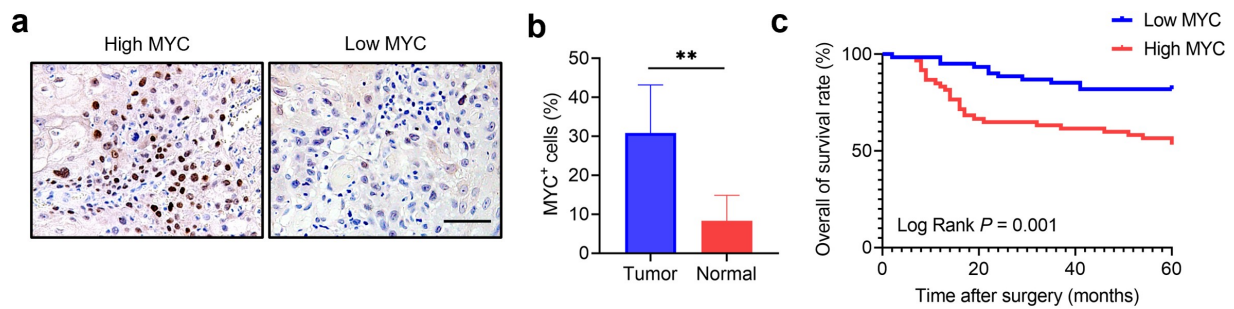 a
High MYC
Low MYC
b
MYC+ cells (%)
50
40
30
20
10
0
**
Tumor
Normal
c
Low MYC
High MYC
Overall of survival rate (%)
100
50
0
Log Rank P = 0.001
0
20
40
60
Time after surgery (months)